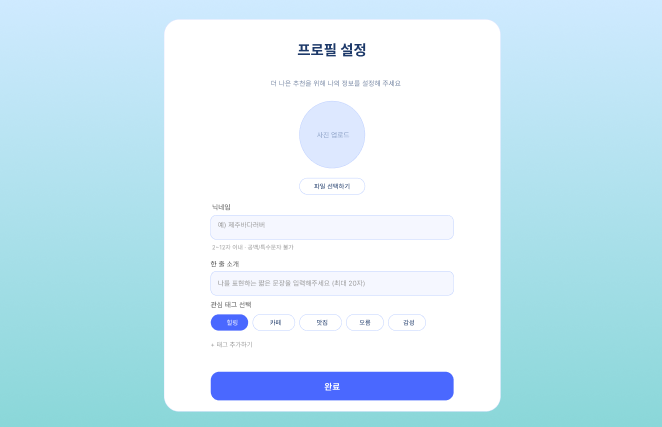 프로필 설정
더 나은 추천을 위해 나의 정보를 설정해 주세요
사진 업로드
파일 선택하기
닉네임
예) 제주바다러버
2~12자 이내 · 공백/특수문자 불가
한 줄 소개
나를 표현하는 짧은 문장을 입력해주세요 (최대 20자)
관심 태그 선택
힐링 카페 맛집 오름 감성
+ 태그 추가하기
완료